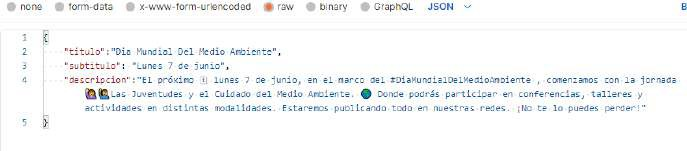 none form-data x-www-form-urlencoded raw binary GraphQL JSON B
1 {
2 "titulo":"Dia Mundial Del Medio Ambiente",
3 "subtitulo": "Lunes 7 de junio",
4 "descripcion":"El próximo 🗓 lunes 7 de junio, en el marco del #DiaMundialDelMedioAmbiente , comenzamos con la jornada
🙋🏽🙋🏽‍♂️Las Juventudes y el Cuidado del Medio Ambiente. 🌎 Donde podrás participar en conferencias, talleres y
actividades en distintas modalidades. Estaremos publicando todo en nuestras redes. ¡No te lo puedes perder!"
5 }